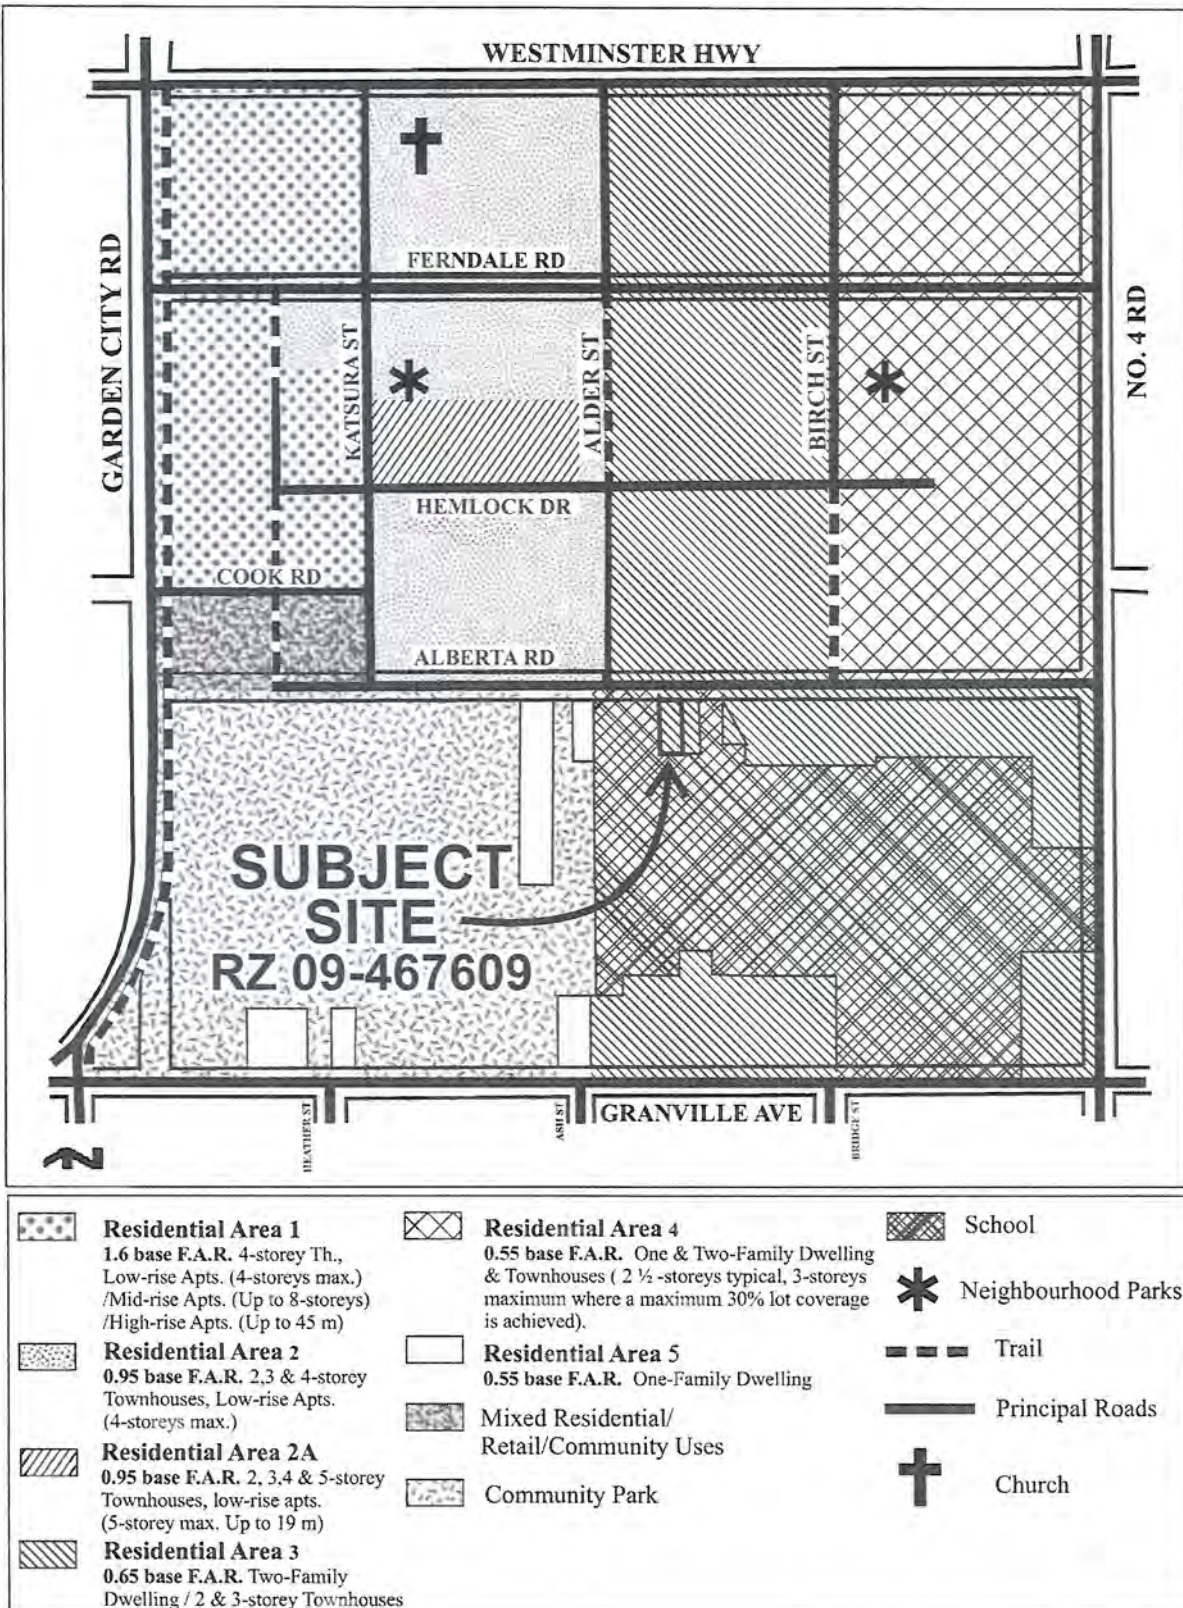 WESTMINSTER HWY
GARDEN CITY RD
FERNDALE RD
KATSURA ST
ALDER ST
BIRCH ST
NO. 4 RD
HEMLOCK DR
COOK RD
ALBERTA RD
SUBJECT
SITE
RZ 09-467609
HEATHER ST
ASH ST
GRANVILLE AVE
BRIDGE ST
Residential Area 1
1.6 base F.A.R. 4-storey Th.,
Low-rise Apts. (4-storeys max.)
/Mid-rise Apts. (Up to 8-storeys)
/High-rise Apts. (Up to 45 m)
Residential Area 2
0.95 base F.A.R. 2,3 & 4-storey
Townhouses, Low-rise Apts.
(4-storeys max.)
Residential Area 2A
0.95 base F.A.R. 2, 3,4 & 5-storey
Townhouses, low-rise apts.
(5-storey max. Up to 19 m)
Residential Area 3
0.65 base F.A.R. Two-Family
Dwelling / 2 & 3-storey Townhouses
Residential Area 4
0.55 base F.A.R. One & Two-Family Dwelling
& Townhouses ( 2 ½ -storeys typical, 3-storeys
maximum where a maximum 30% lot coverage
is achieved).
Residential Area 5
0.55 base F.A.R. One-Family Dwelling
Mixed Residential/
Retail/Community Uses
Community Park
School
Neighbourhood Parks
Trail
Principal Roads
Church